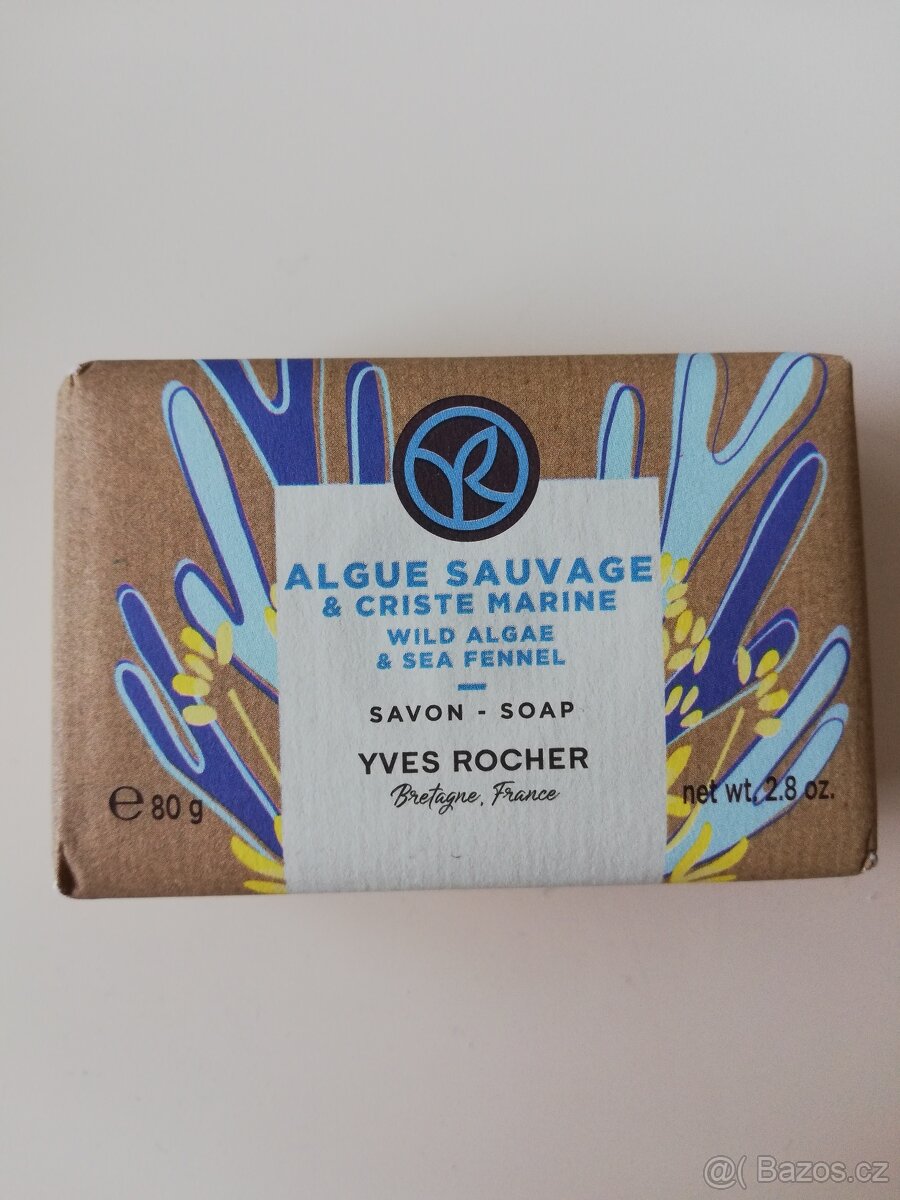 YR
ALGUE SAUVAGE
& CRISTE MARINE
WILD ALGAE
& SEA FENNEL
SAVON - SOAP
YVES ROCHER
Bretagne, France
℮ 80 g
net wt. 2.8 oz.
@( Bazos.cz